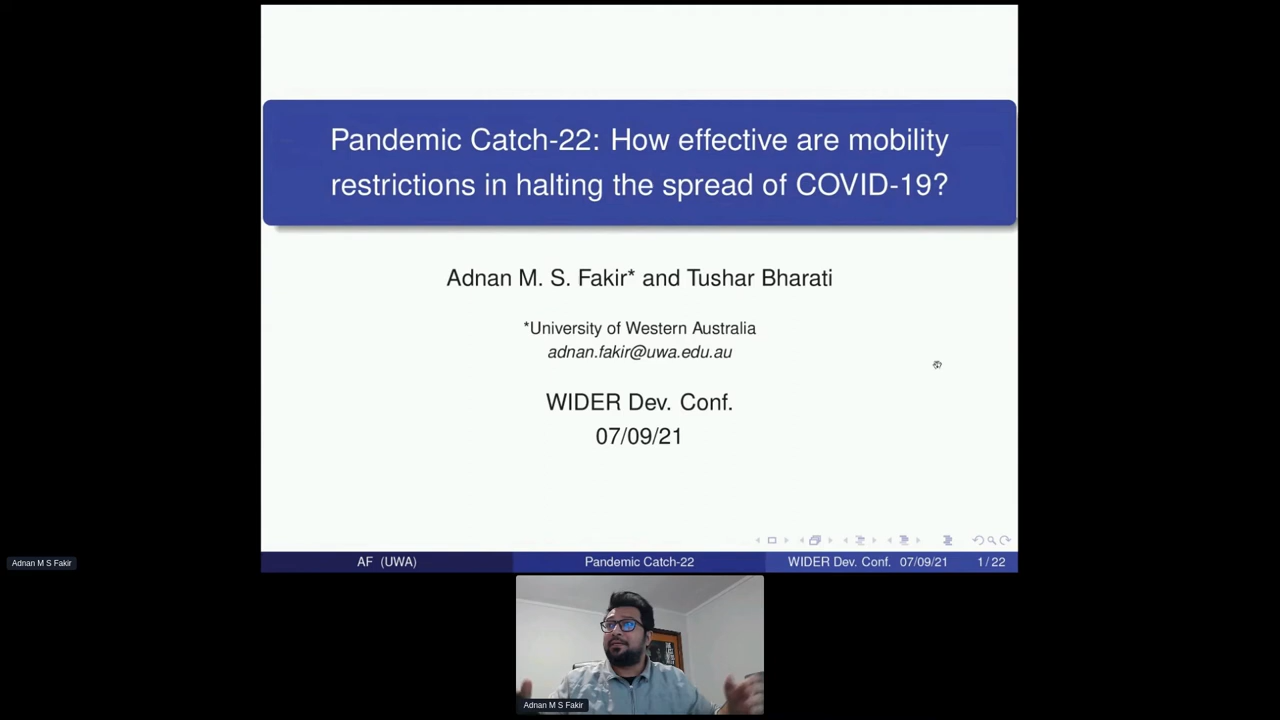 Pandemic Catch-22: How effective are mobility
restrictions in halting the spread of COVID-19?
Adnan M. S. Fakir* and Tushar Bharati
*University of Western Australia
adnan.fakir@uwa.edu.au
WIDER Dev. Conf.
07/09/21
AF (UWA) Pandemic Catch-22 WIDER Dev. Conf. 07/09/21 1 / 22
Adnan M S Fakir
Adnan M S Fakir